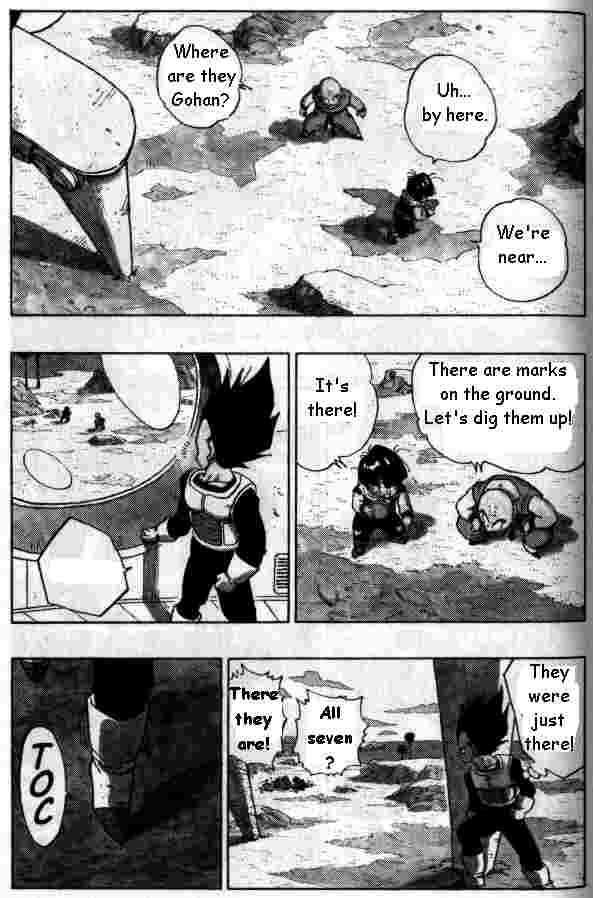 Where
are they
Gohan?
Uh...
by here.
We're
near...
It's
there!
There are marks
on the ground.
Let's dig them up!
TOC
There
they
are!
All
seven
?
They
were
just
there!